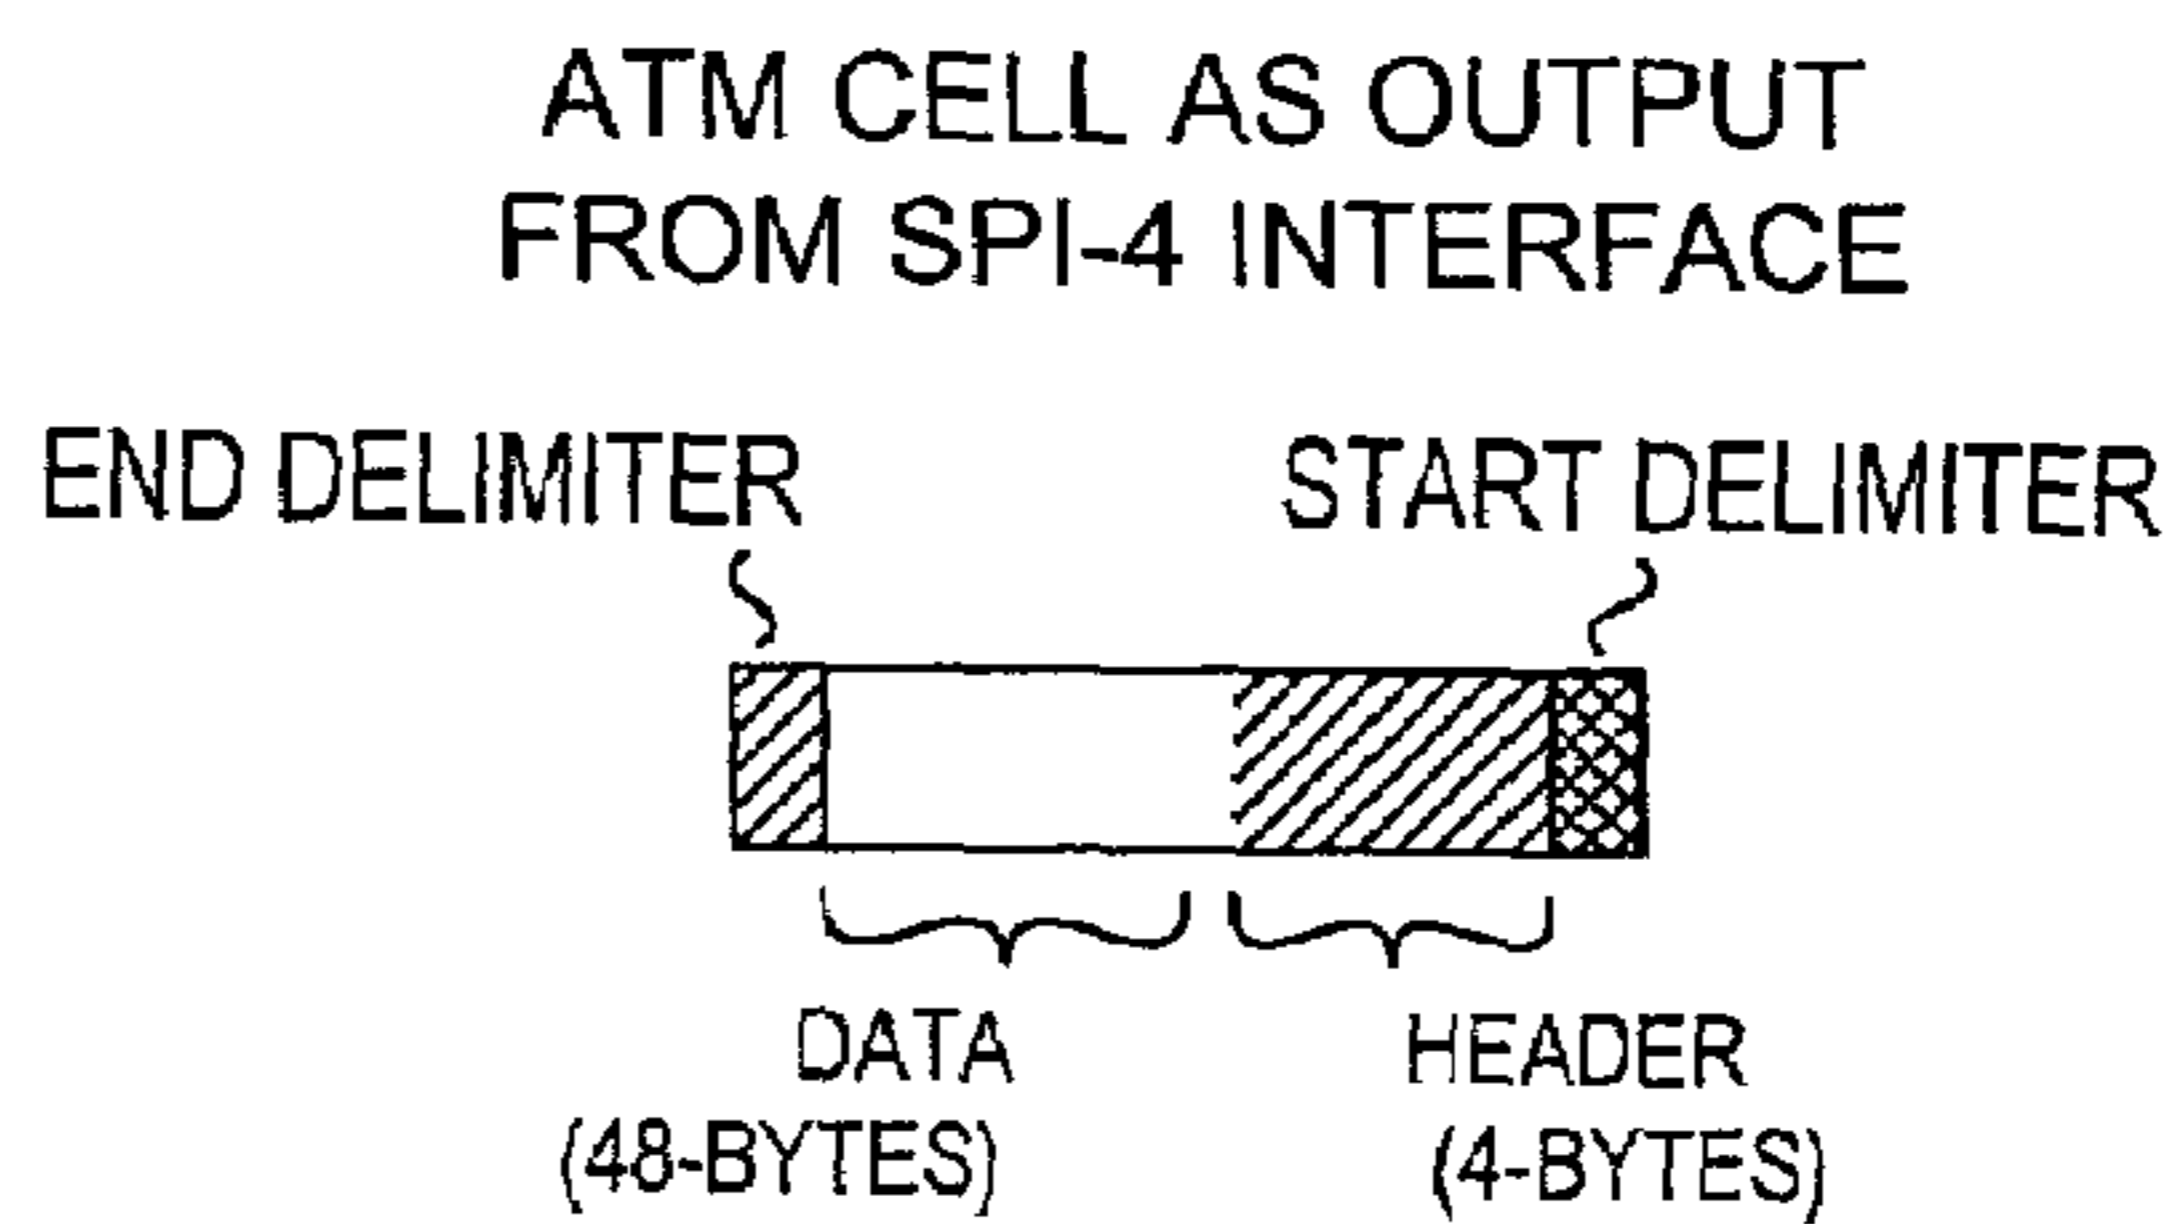 ATM CELL AS OUTPUT
FROM SPI-4 INTERFACE
END DELIMITER
START DELIMITER
DATA
(48-BYTES)
HEADER
(4-BYTES)